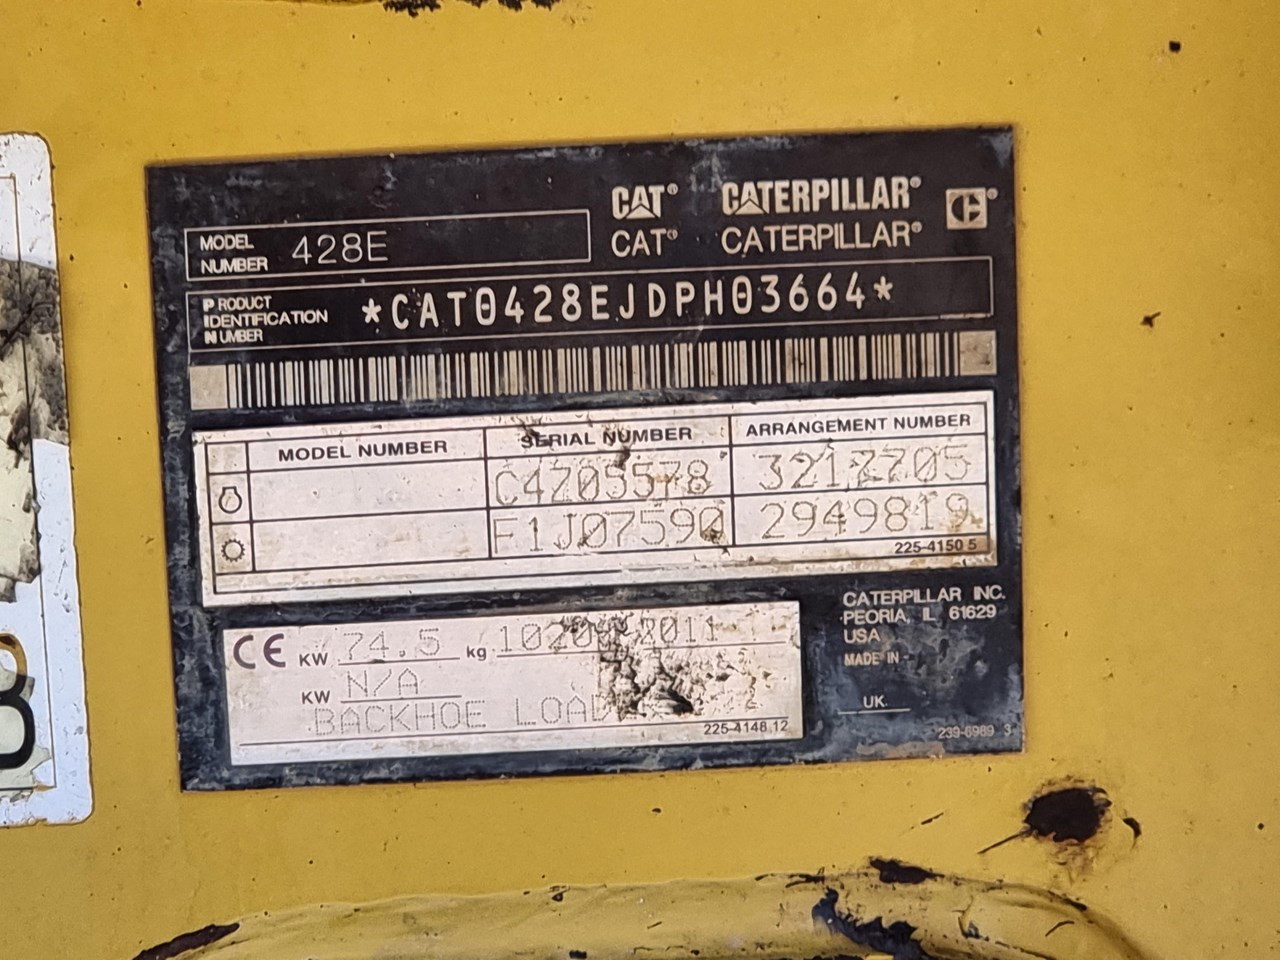 CAT® CATERPILLAR®
MODEL NUMBER 428E CAT® CATERPILLAR®
PRODUCT IDENTIFICATION NUMBER *CAT0428EJDPH03664*
MODEL NUMBER SERIAL NUMBER ARRANGEMENT NUMBER
C4Z05578 3212705
F1J07590 2949819
225-4150 5
CE KW 74.5 kg 2011
KW N/A
BACKHOE
225-4148 12
CATERPILLAR INC.
PEORIA, IL 61629
USA
MADE IN
UK
239-6989 3